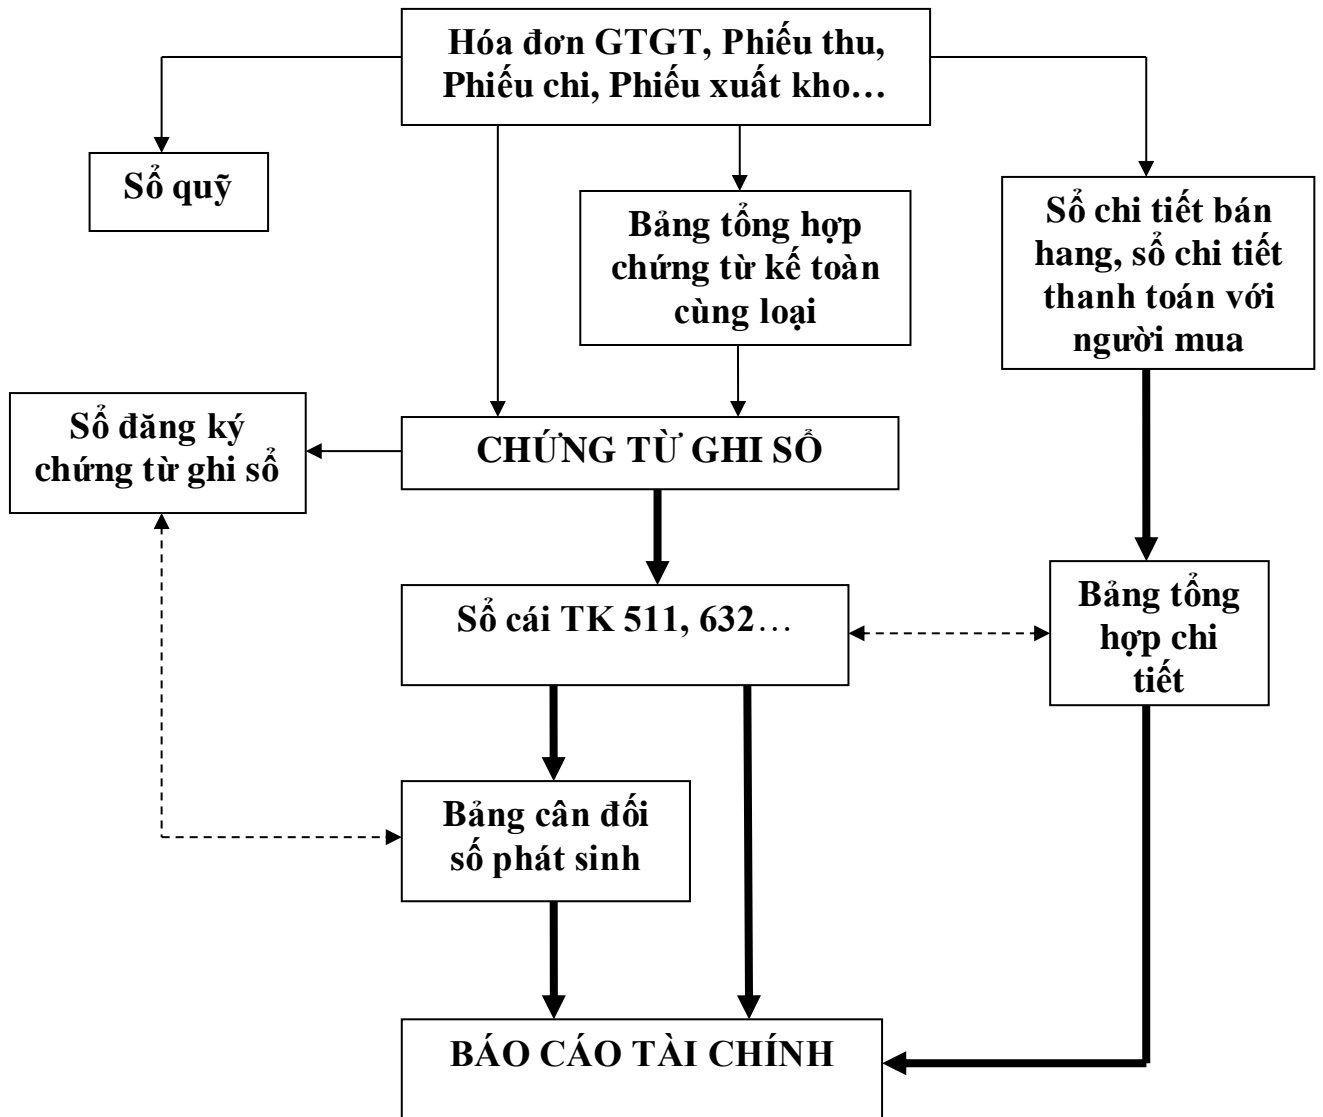 Hóa đơn GTGT, Phiếu thu,
Phiếu chi, Phiếu xuất kho…
Sổ quỹ
Bảng tổng hợp
chứng từ kế toàn
cùng loại
Sổ chi tiết bán
hang, sổ chi tiết
thanh toán với
người mua
Sổ đăng ký
chứng từ ghi sổ
CHỨNG TỪ GHI SỔ
Sổ cái TK 511, 632…
Bảng tổng
hợp chi
tiết
Bảng cân đối
số phát sinh
BÁO CÁO TÀI CHÍNH